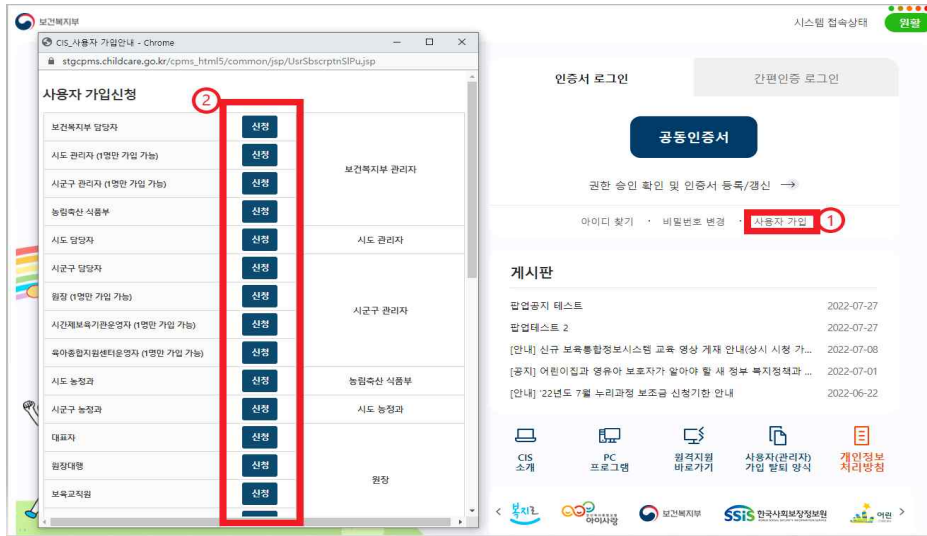 보건복지부
시스템 접속상태
원활
CIS_사용자 가입안내 - Chrome
stgcpms.childcare.go.kr/cpms_html5/common/jsp/UsrSbscrptnSlPu.jsp
사용자 가입신청
②
보건복지부 담당자 신청
시도 관리자 (1명만 가입 가능) 신청
보건복지부 관리자
시군구 관리자 (1명만 가입 가능) 신청
농림축산 식품부 신청
시도 담당자 신청 시도 관리자
시군구 담당자 신청
원장 (1명만 가입 가능) 신청
시군구 관리자
시간제보육기관운영자 (1명만 가입 가능) 신청
육아종합지원센터운영자 (1명만 가입 가능) 신청
시도 농정과 신청 농림축산 식품부
시군구 농정과 신청 시도 농정과
대표자 신청
원장대행 신청
원장
보육교직원 신청
인증서 로그인
간편인증 로그인
공동인증서
권한 승인 확인 및 인증서 등록/갱신 →
아이디 찾기 · 비밀번호 변경 · 사용자 가입 ①
게시판
팝업공지 테스트 2022-07-27
팝업테스트 2 2022-07-27
[안내] 신규 보육통합정보시스템 교육 영상 게재 안내(상시 시청 가... 2022-07-08
[공지] 어린이집과 영유아 보호자가 알아야 할 새 정부 복지정책과 ... 2022-07-01
[안내] '22년도 7월 누리과정 보조금 신청기한 안내 2022-06-22
CIS
소개
PC
프로그램
원격지원
바로가기
사용자(관리자)
가입 탈퇴 양식
개인정보
처리방침
복지로
아이사랑
보건복지부
SSiS 한국사회보장정보원
어린